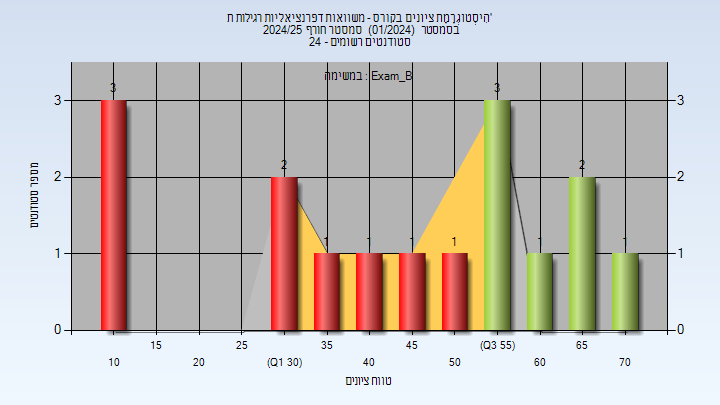 היסטוגרמת ציונים בקורס - משוואות דפרנציאליות רגילות ת'
בסמסטר (01/2024) סמסטר חורף 2024/25
סטודנטים רשומים - 24
במשימה : Exam_B
מספר סטודנטים
3 3
2 2
1 1
0 0
3 2 1 1 1 1 3 1 2 1
15 25 35 45 (Q3 55) 65
10 20 (Q1 30) 40 50 60 70
טווח ציונים